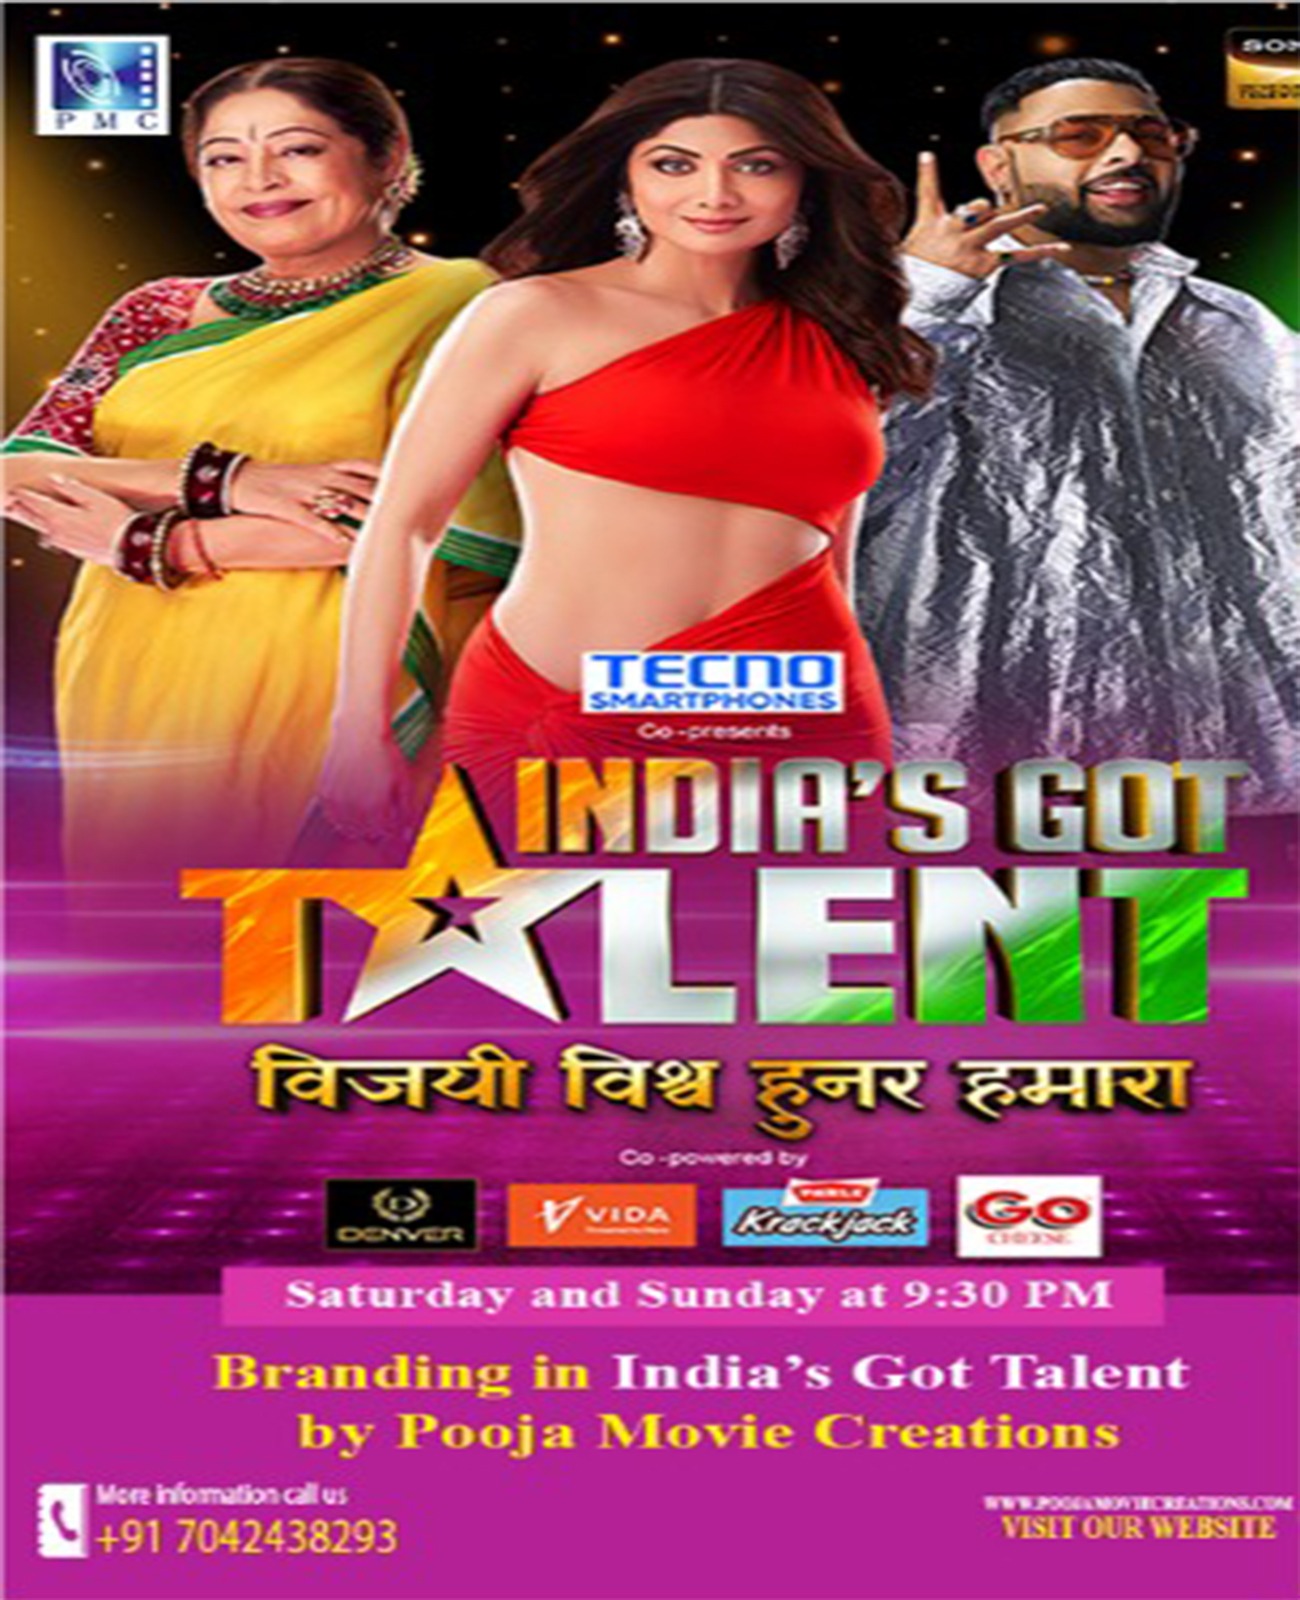 PMC
SON
TECNO
SMARTPHONES
Co-presents
INDIA'S GOT
TALENT
विजयी विश्व हुनर हमारा
Co-powered by
DENVER
VIDA
PARLE
Krackjack
GO
CHEESE
Saturday and Sunday at 9:30 PM
Branding in India's Got Talent
by Pooja Movie Creations
More information call us
+91 7042438293
WWW.POOJAMOVIECREATIONS.COM
VISIT OUR WEBSITE